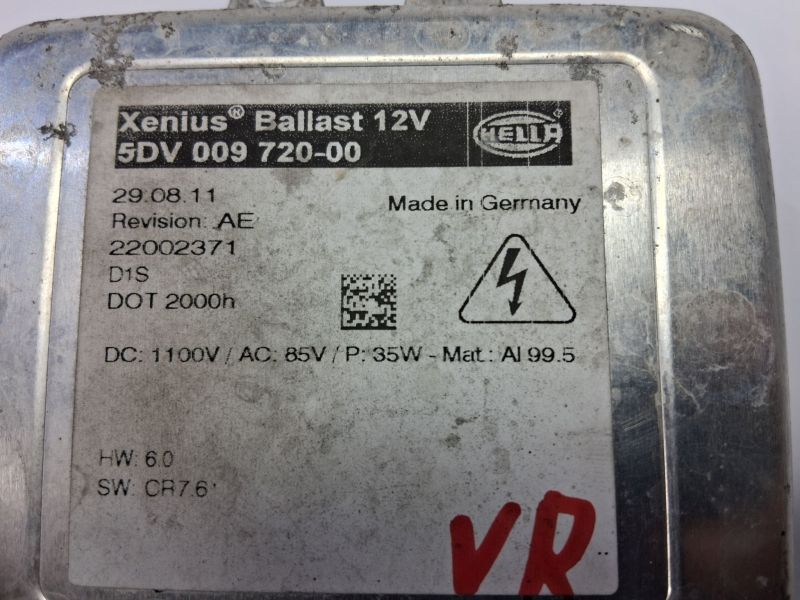 Xenius® Ballast 12V
HELLA
5DV 009 720-00
29.08.11
Made in Germany
Revision: AE
22002371
D1S
DOT 2000h
DC: 1100V / AC: 85V / P: 35W - Mat.: Al 99.5
HW: 6.0
SW: CR7.6
VR